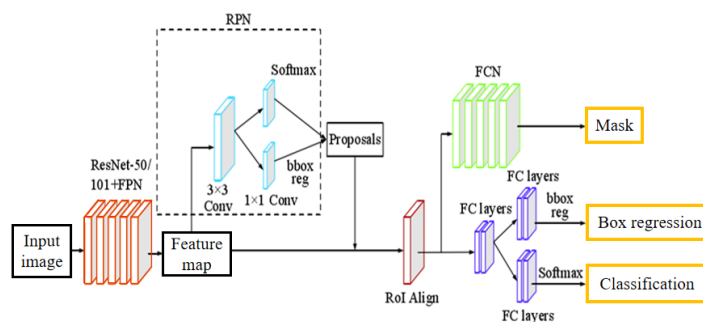 RPN
Softmax
FCN
Mask
Proposals
ResNet-50/
101+FPN
bbox
reg
3×3
Conv
1×1 Conv
FC layers
bbox
reg
FC layers
Box regression
Input
image
Feature
map
Softmax
Classification
RoI Align
FC layers